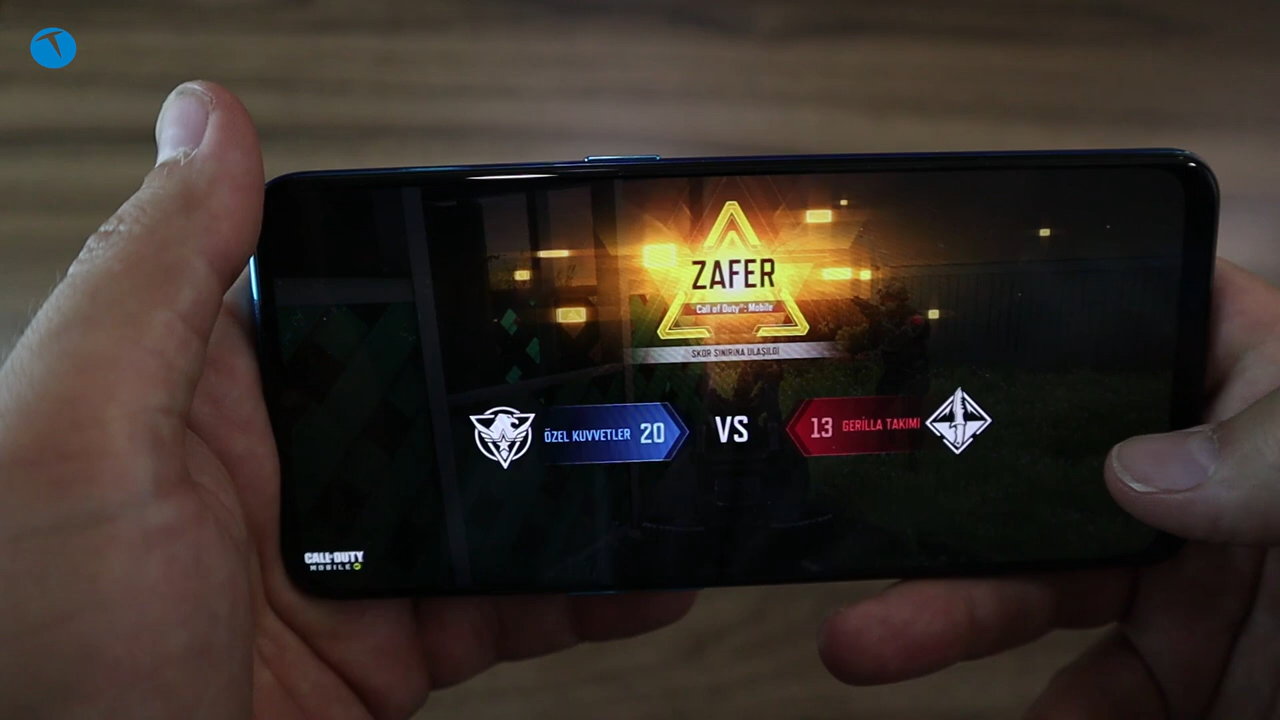 ZAFER
Call of Duty®: Mobile
SKOR SINIRINA ULAŞILDI
ÖZEL KUVVETLER 20
VS
13 GERİLLA TAKIMI
CALL OF DUTY
MOBILE